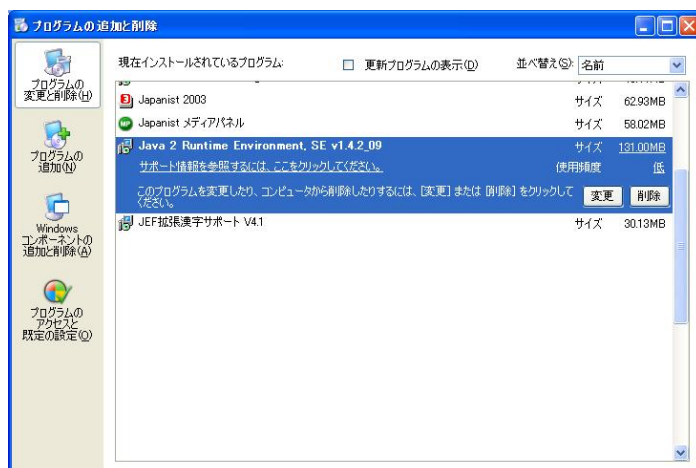 プログラムの追加と削除
プログラムの
変更と削除(H)
プログラムの
追加(N)
Windows
コンポーネントの
追加と削除(A)
プログラムの
アクセスと
既定の設定(O)
現在インストールされているプログラム: 更新プログラムの表示(D) 並べ替え(S): 名前
Japanist 2003 サイズ 62.93MB
Japanist メディアパネル サイズ 58.02MB
Java 2 Runtime Environment, SE v1.4.2_09 サイズ 131.00MB
サポート情報を参照するには、ここをクリックしてください。 使用頻度 低
このプログラムを変更したり、コンピュータから削除したりするには、[変更] または [削除] をクリックして
ください。 変更 削除
JEF拡張漢字サポート V4.1 サイズ 30.13MB